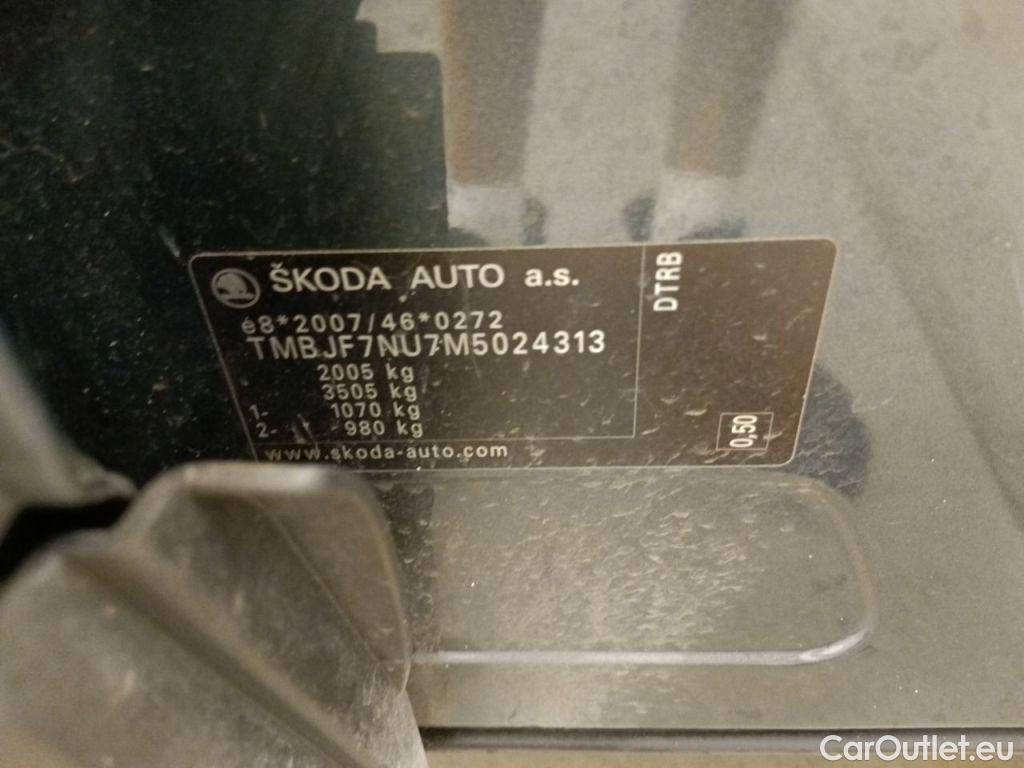 ŠKODA AUTO a.s.
e8*2007/46*0272
TMBJF7NU7M5024313
2005 kg
3505 kg
1- 1070 kg
2- 980 kg
www.skoda-auto.com
DTRB
0,50
CarOutlet.eu